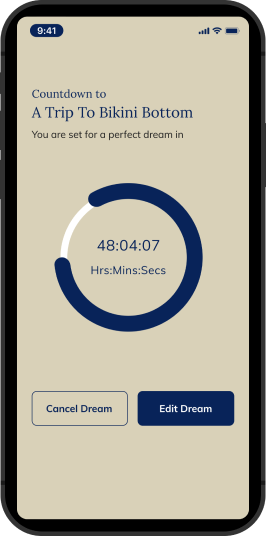 9:41
Countdown to
A Trip To Bikini Bottom
You are set for a perfect dream in
48:04:07
Hrs:Mins:Secs
Cancel Dream
Edit Dream